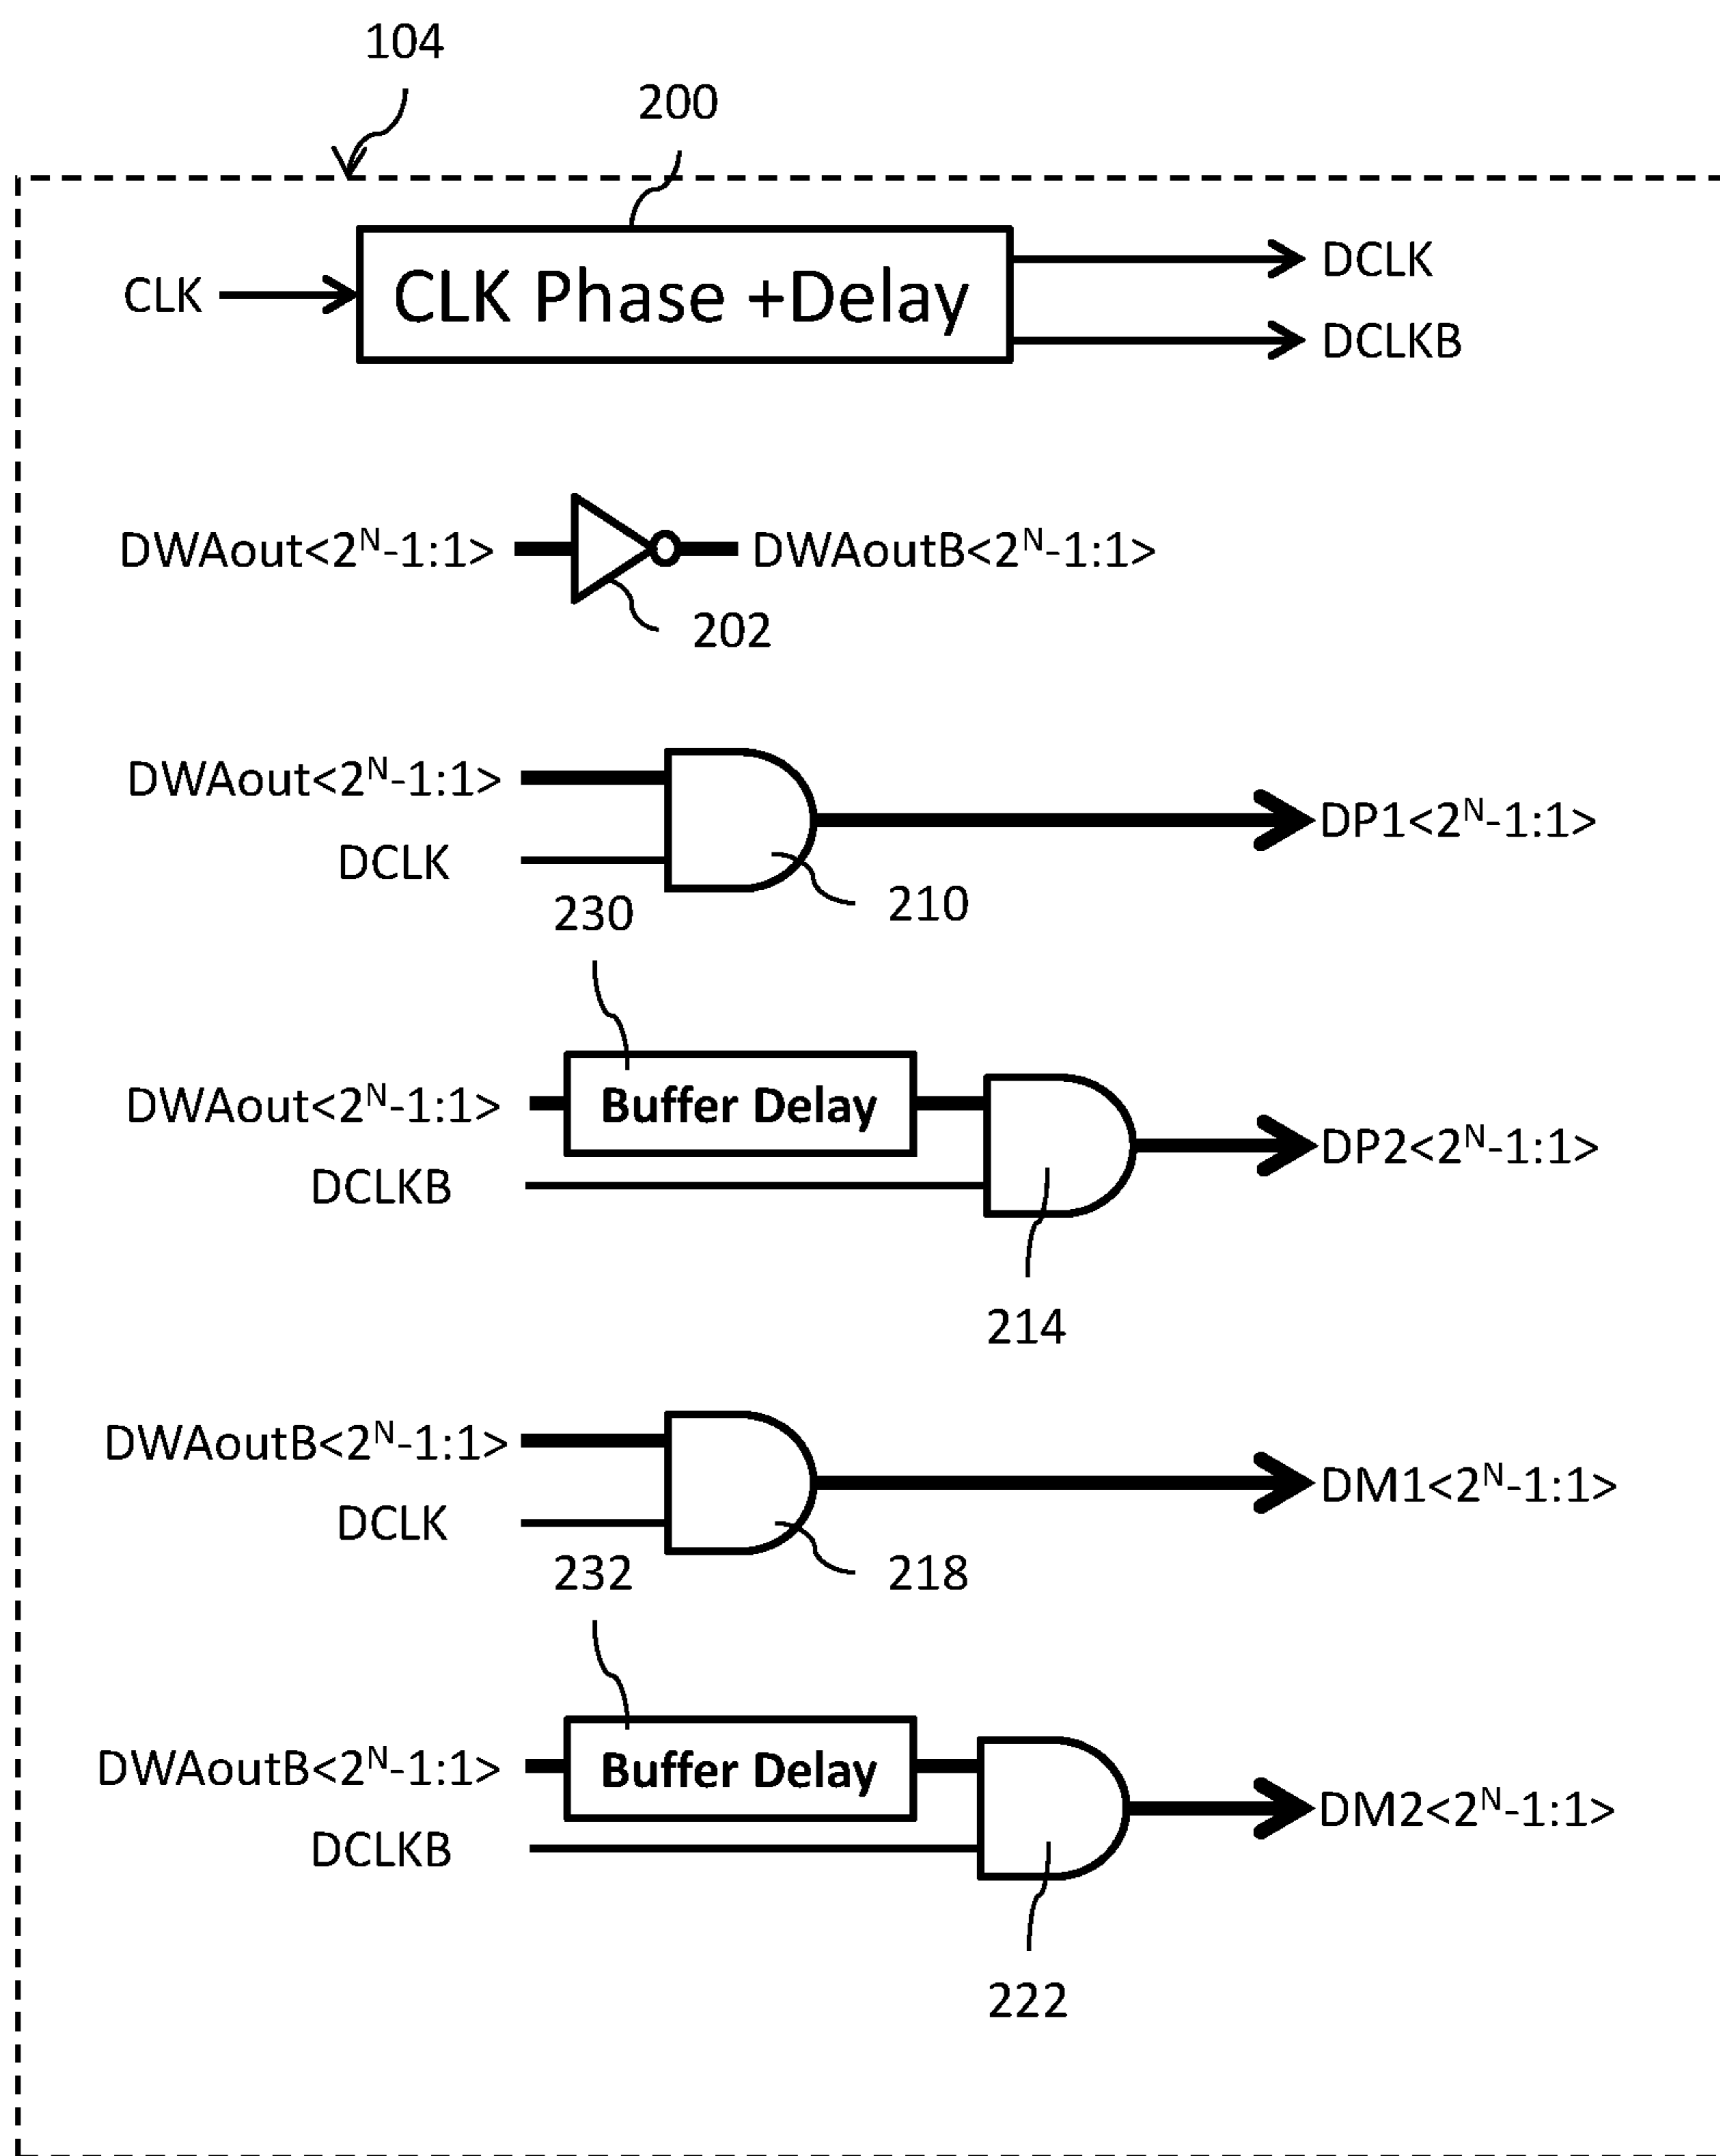 104
200
CLK
CLK Phase +Delay
DCLK
DCLKB
DWAout<2ᴺ-1:1>
DWAoutB<2ᴺ-1:1>
202
DWAout<2ᴺ-1:1>
DCLK
DP1<2ᴺ-1:1>
210
230
DWAout<2ᴺ-1:1>
Buffer Delay
DCLKB
DP2<2ᴺ-1:1>
214
DWAoutB<2ᴺ-1:1>
DCLK
DM1<2ᴺ-1:1>
218
232
DWAoutB<2ᴺ-1:1>
Buffer Delay
DCLKB
DM2<2ᴺ-1:1>
222